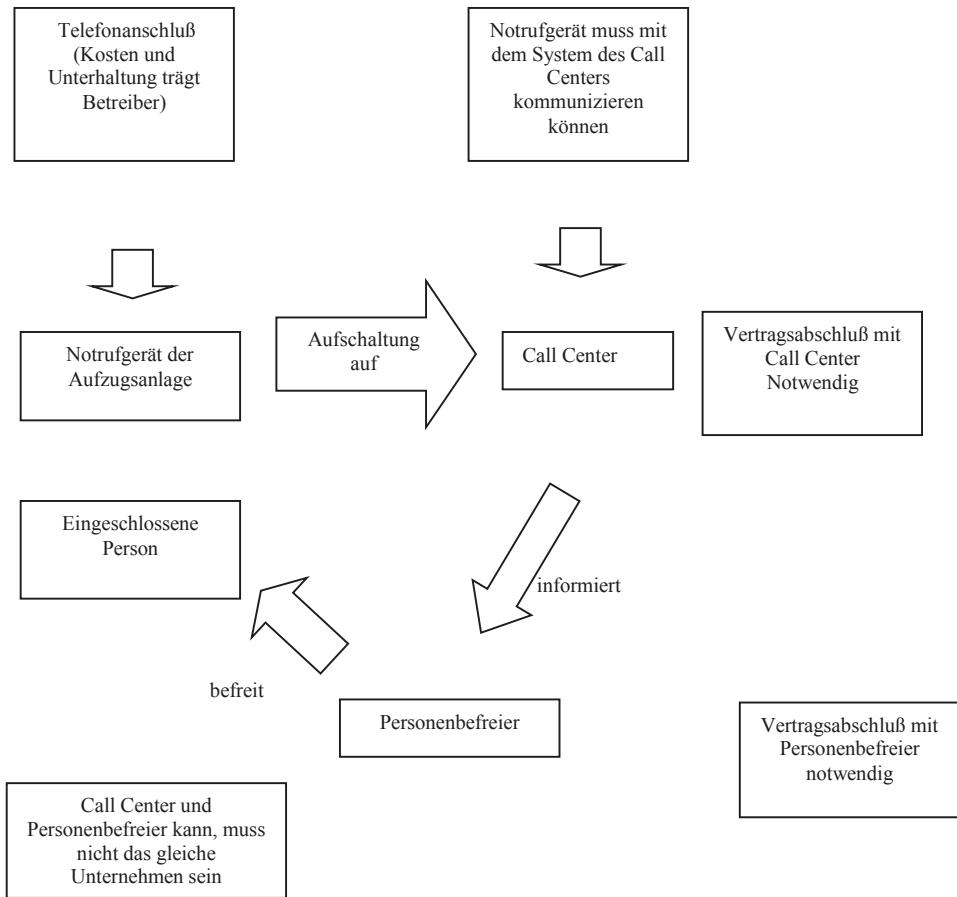 Telefonanschluß
(Kosten und
Unterhaltung trägt
Betreiber)
Notrufgerät muss mit
dem System des Call
Centers
kommunizieren
können
Notrufgerät der
Aufzugsanlage
Aufschaltung
auf
Call Center
Vertragsabschluß mit
Call Center
Notwendig
Eingeschlossene
Person
informiert
befreit
Personenbefreier
Vertragsabschluß mit
Personenbefreier
notwendig
Call Center und
Personenbefreier kann, muss
nicht das gleiche
Unternehmen sein